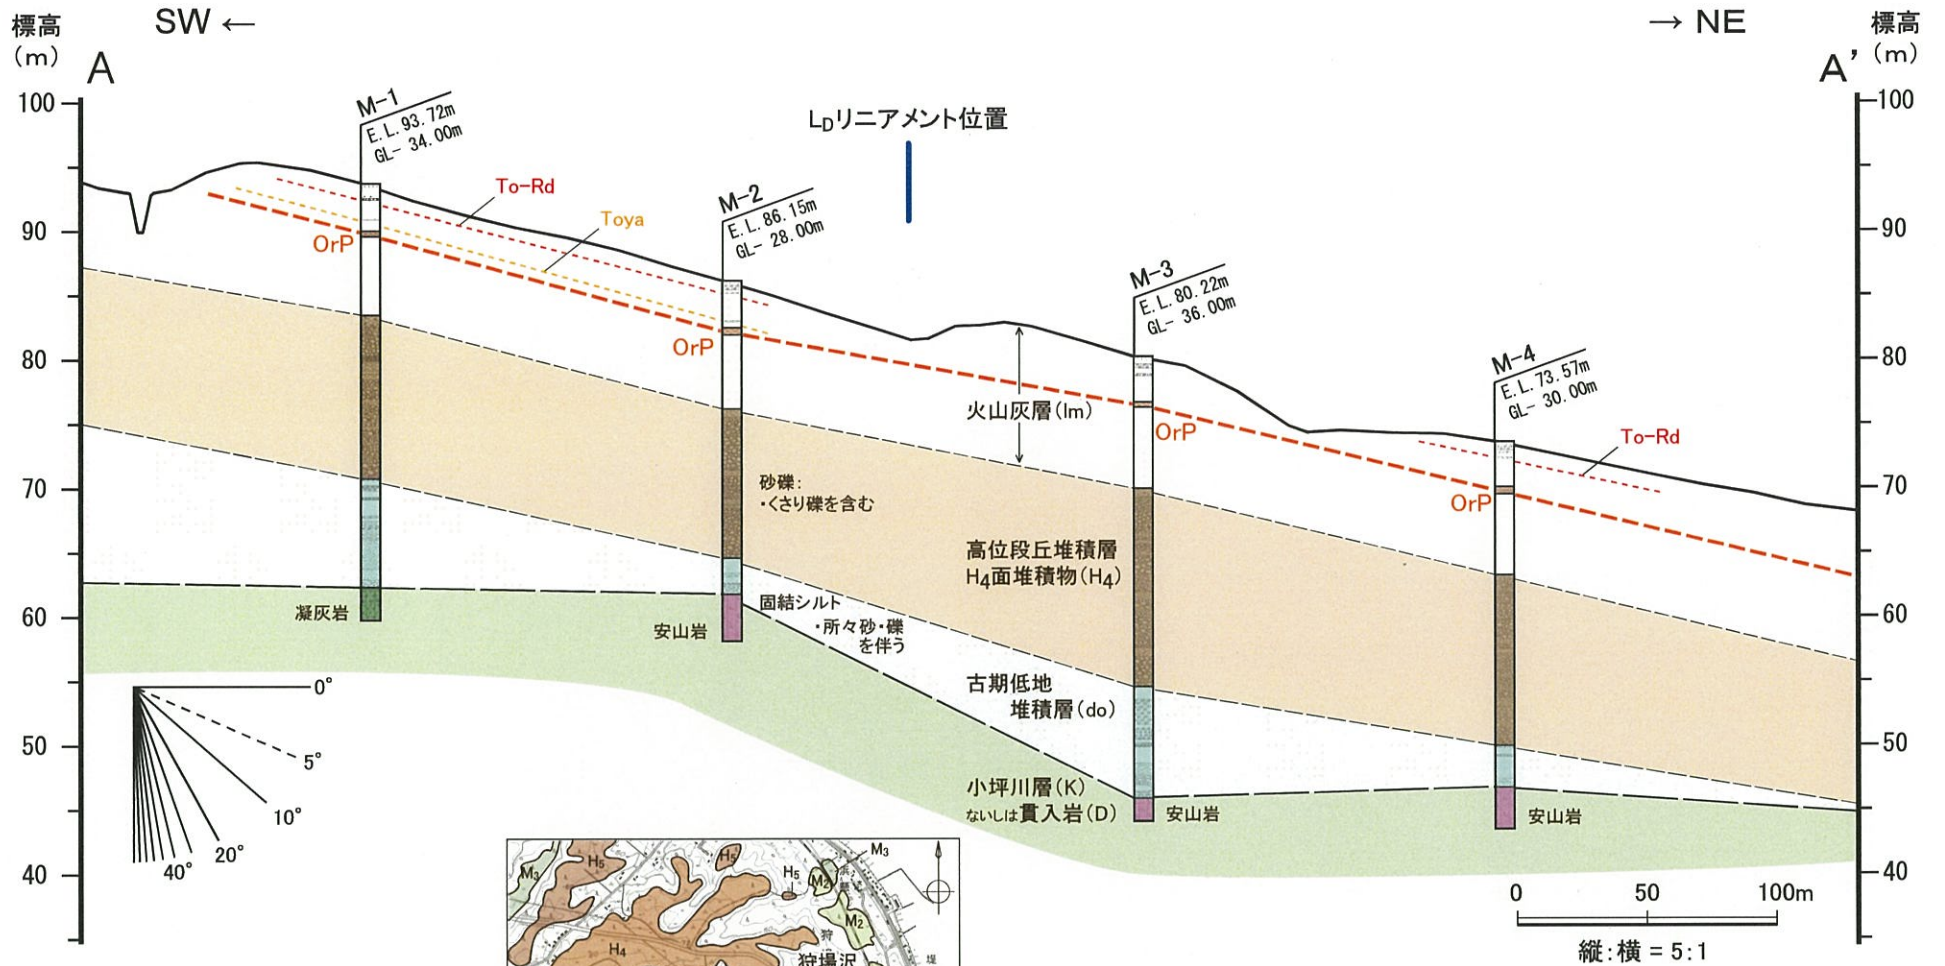 標高
(m)
SW ←
→ NE
標高
(m)
A
A’
100
90
80
70
60
50
40
100
90
80
70
60
50
40
M-1
E.L.93.72m
GL- 34.00m
LDリニアメント位置
To-Rd
Toya
OrP
M-2
E.L.86.15m
GL- 28.00m
OrP
M-3
E.L.80.22m
GL- 36.00m
OrP
M-4
E.L.73.57m
GL- 30.00m
To-Rd
OrP
火山灰層(lm)
砂礫:
・くさり礫を含む
高位段丘堆積層
H4面堆積物(H4)
凝灰岩
安山岩
固結シルト
・所々砂・礫
を伴う
古期低地
堆積層(do)
小坪川層(K)
ないしは貫入岩(D)
安山岩
安山岩
0°
5°
10°
20°
40°
M3
H5
H5
H5
M2
M3
M2
H4
狩場沢
0 50 100m
縦:横 = 5:1